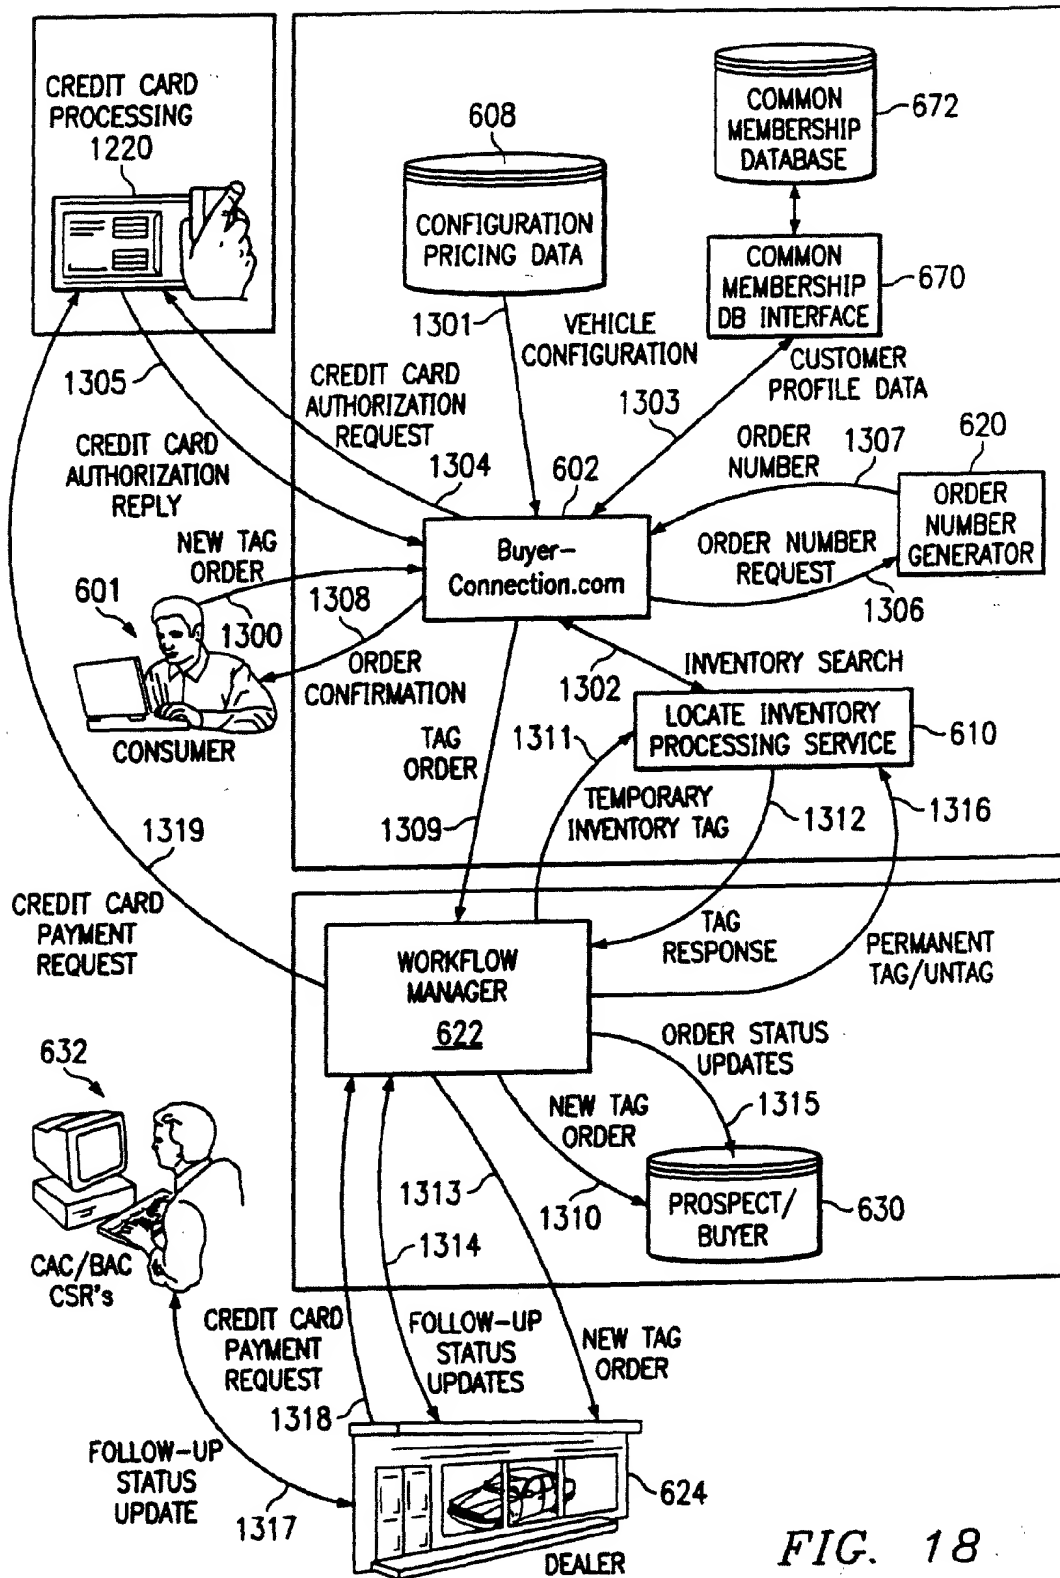 CREDIT CARD
PROCESSING
1220
608
CONFIGURATION
PRICING DATA
COMMON
MEMBERSHIP
DATABASE
672
COMMON
MEMBERSHIP
DB INTERFACE
670
1301
VEHICLE
CONFIGURATION
CUSTOMER
PROFILE DATA
1303
1305
CREDIT CARD
AUTHORIZATION
REQUEST
1304
CREDIT CARD
AUTHORIZATION
REPLY
602
ORDER
NUMBER
1307
620
ORDER
NUMBER
GENERATOR
Buyer-
Connection.com
ORDER NUMBER
REQUEST
1306
NEW TAG
ORDER
601
1300
1308
ORDER
CONFIRMATION
CONSUMER
1302
INVENTORY SEARCH
LOCATE INVENTORY
PROCESSING SERVICE
610
TAG
ORDER
1309
1311
TEMPORARY
INVENTORY TAG
1312
1316
1319
CREDIT CARD
PAYMENT
REQUEST
WORKFLOW
MANAGER
622
TAG
RESPONSE
PERMANENT
TAG/UNTAG
ORDER STATUS
UPDATES
1315
632
NEW TAG
ORDER
1310
PROSPECT/
BUYER
630
CAC/BAC
CSR's
1313
1314
CREDIT CARD
PAYMENT
REQUEST
1318
FOLLOW-UP
STATUS
UPDATES
NEW TAG
ORDER
FOLLOW-UP
STATUS
UPDATE
1317
624
DEALER
FIG. 18